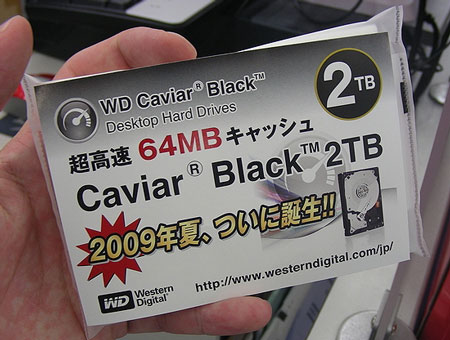 WD Caviar® Black™
Desktop Hard Drives
2TB
超高速 64MB キャッシュ
Caviar® Black™ 2TB
2009年夏、ついに誕生!!
WD Western Digital®
http://www.westerndigital.com/jp/